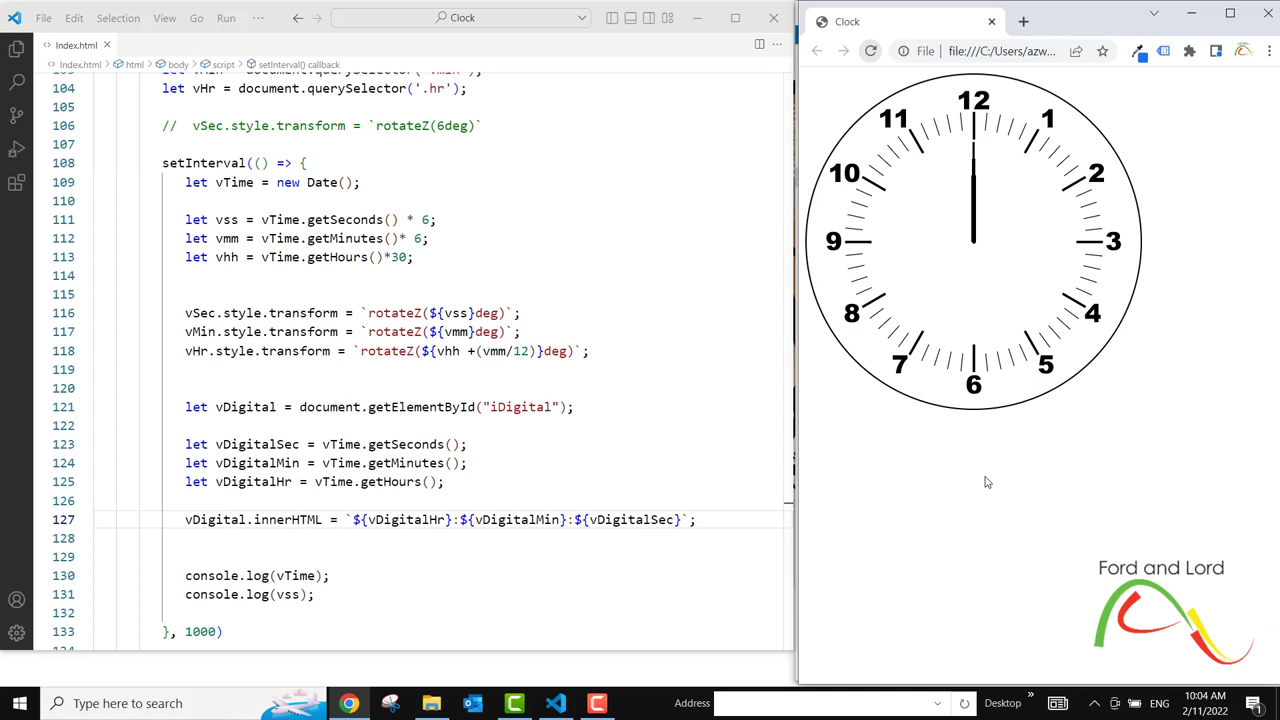 File Edit Selection View Go Run ··· Clock
Index.html
Index.html html body script setInterval() callback
104 let vHr = document.querySelector('.hr');
105
106 // vSec.style.transform = `rotateZ(6deg)`
107
108 setInterval(() => {
109 let vTime = new Date();
110
111 let vss = vTime.getSeconds() * 6;
112 let vmm = vTime.getMinutes()* 6;
113 let vhh = vTime.getHours()*30;
114
115
116 vSec.style.transform = `rotateZ(${vss}deg)`;
117 vMin.style.transform = `rotateZ(${vmm}deg)`;
118 vHr.style.transform = `rotateZ(${vhh +(vmm/12)}deg)`;
119
120
121 let vDigital = document.getElementById("iDigital");
122
123 let vDigitalSec = vTime.getSeconds();
124 let vDigitalMin = vTime.getMinutes();
125 let vDigitalHr = vTime.getHours();
126
127 vDigital.innerHTML = `${vDigitalHr}:${vDigitalMin}:${vDigitalSec}`;
128
129
130 console.log(vTime);
131 console.log(vss);
132
133 }, 1000)
Clock
File file:///C:/Users/azw...
12
11 1
10 2
9 3
8 4
7 5
6
Ford and Lord
Type here to search
Address
Desktop
ENG
10:04 AM
2/11/2022
1